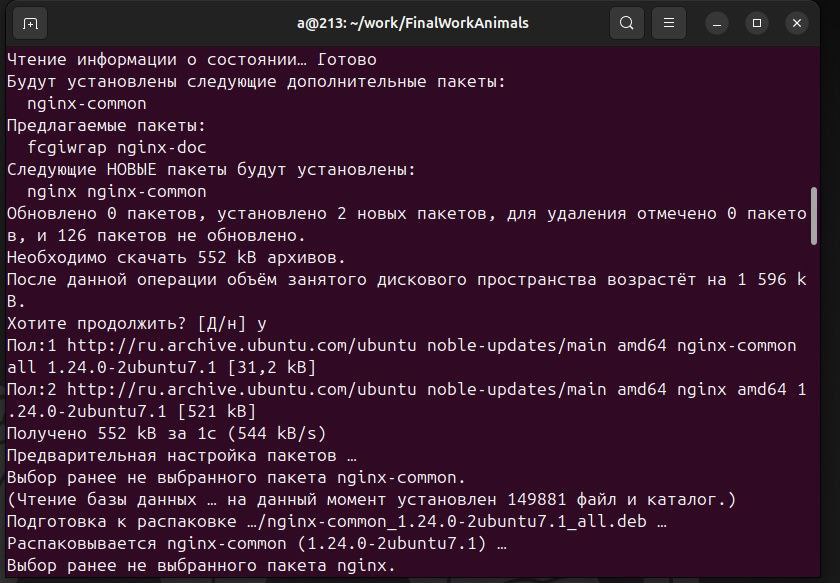 a@213: ~/work/FinalWorkAnimals
Чтение информации о состоянии… Готово
Будут установлены следующие дополнительные пакеты:
  nginx-common
Предлагаемые пакеты:
  fcgiwrap nginx-doc
Следующие НОВЫЕ пакеты будут установлены:
  nginx nginx-common
Обновлено 0 пакетов, установлено 2 новых пакетов, для удаления отмечено 0 пакето
в, и 126 пакетов не обновлено.
Необходимо скачать 552 kB архивов.
После данной операции объём занятого дискового пространства возрастёт на 1 596 k
B.
Хотите продолжить? [Д/н] y
Пол:1 http://ru.archive.ubuntu.com/ubuntu noble-updates/main amd64 nginx-common
all 1.24.0-2ubuntu7.1 [31,2 kB]
Пол:2 http://ru.archive.ubuntu.com/ubuntu noble-updates/main amd64 nginx amd64 1
.24.0-2ubuntu7.1 [521 kB]
Получено 552 kB за 1с (544 kB/s)
Предварительная настройка пакетов …
Выбор ранее не выбранного пакета nginx-common.
(Чтение базы данных … на данный момент установлен 149881 файл и каталог.)
Подготовка к распаковке …/nginx-common_1.24.0-2ubuntu7.1_all.deb …
Распаковывается nginx-common (1.24.0-2ubuntu7.1) …
Выбор ранее не выбранного пакета nginx.